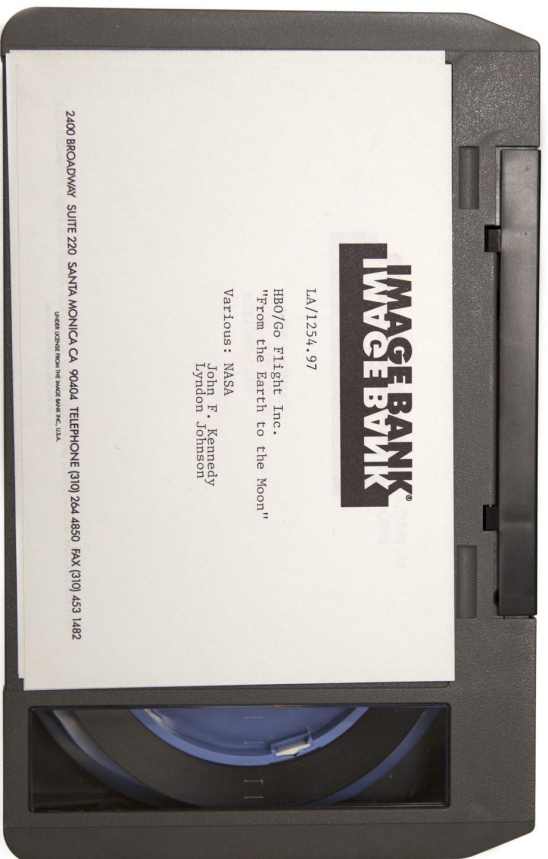 IMAGE BANK®
IMAGE BANK
LA/1254.97
HBO/Go Flight Inc.
"From the Earth to the Moon"
Various: NASA
John F. Kennedy
Lyndon Johnson
2400 BROADWAY SUITE 220 SANTA MONICA CA 90404 TELEPHONE (310) 264 4850 FAX (310) 453 1482
UNDER LICENSE FROM THE IMAGE BANK INC, U.S.A.